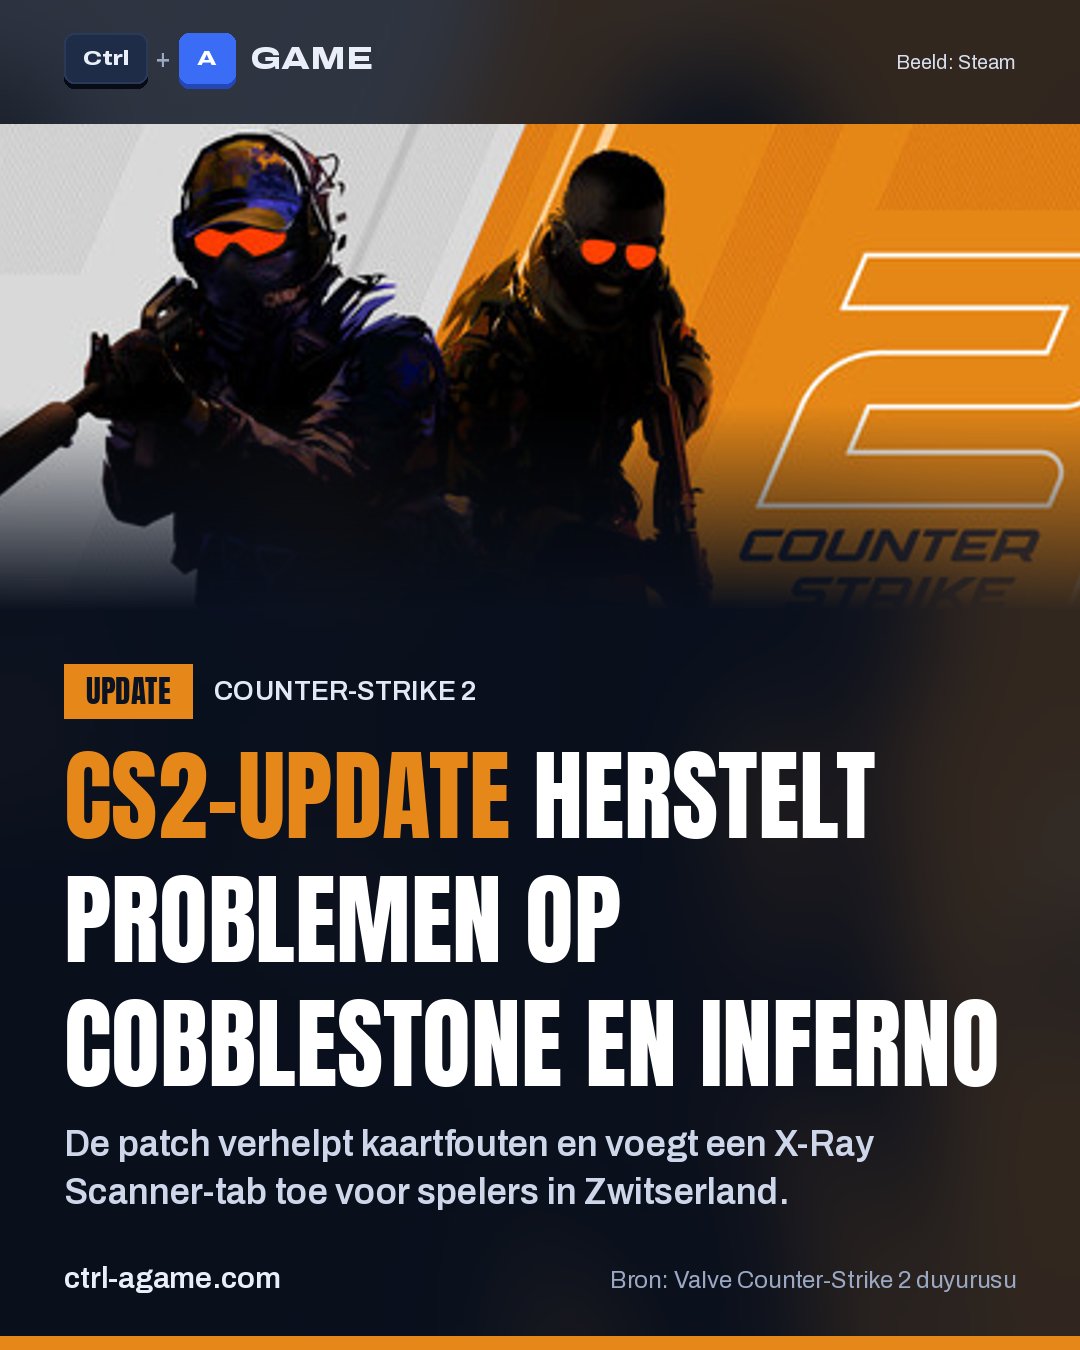 Ctrl + A GAME
Beeld: Steam
2
COUNTER
STRIKE
UPDATE COUNTER-STRIKE 2
CS2-UPDATE HERSTELT
PROBLEMEN OP
COBBLESTONE EN INFERNO
De patch verhelpt kaartfouten en voegt een X-Ray
Scanner-tab toe voor spelers in Zwitserland.
ctrl-agame.com
Bron: Valve Counter-Strike 2 duyurusu